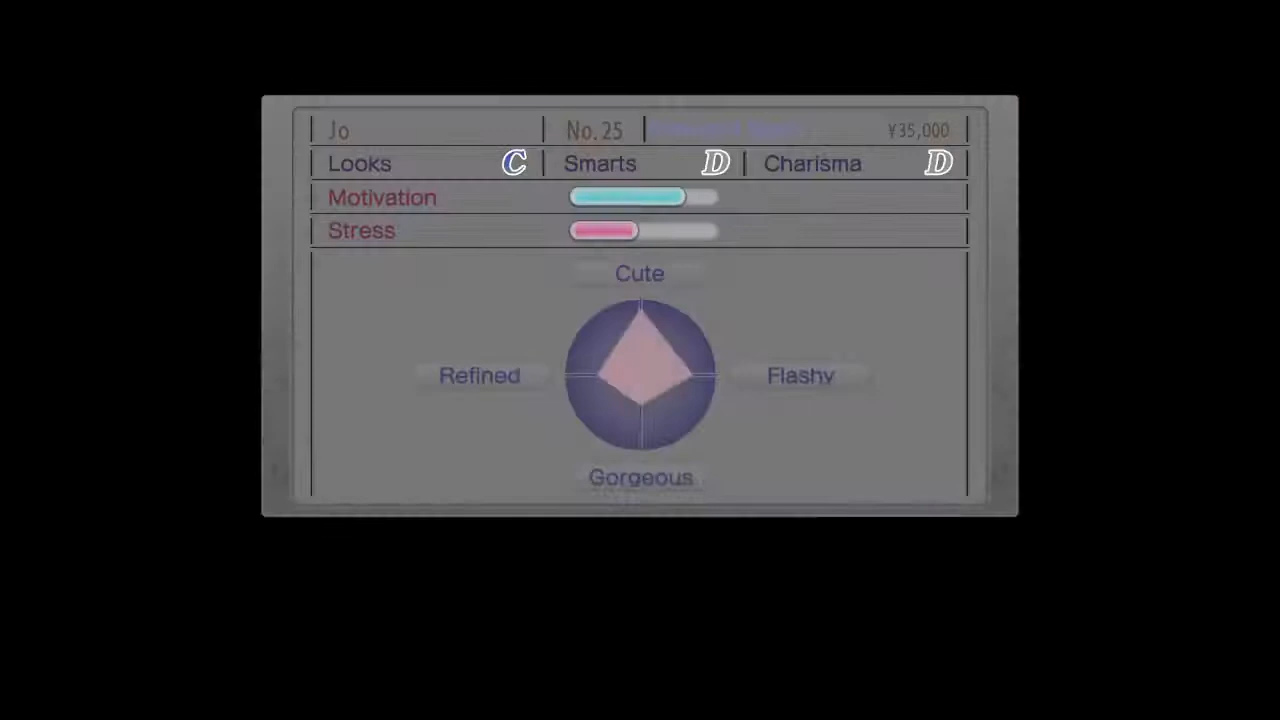 Jo No.25 ¥35,000
Looks C Smarts D Charisma D
Motivation
Stress
Cute
Refined Flashy
Gorgeous